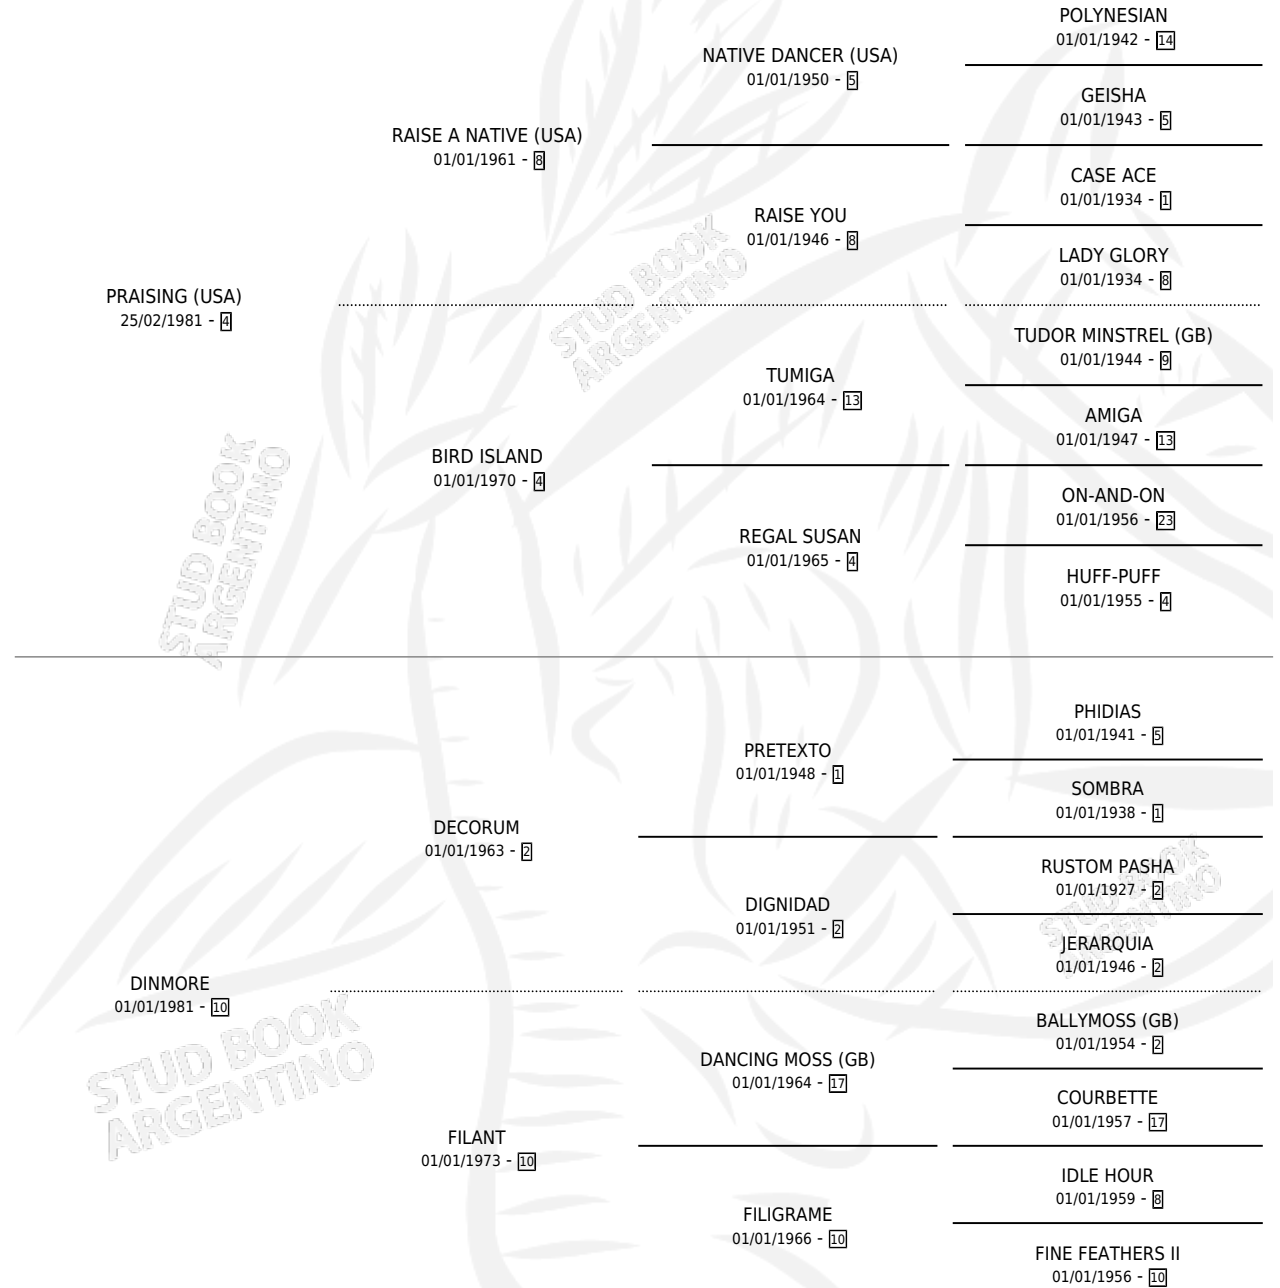 POLYNESIAN
01/01/1942 - 14
NATIVE DANCER (USA)
01/01/1950 - 5
GEISHA
01/01/1943 - 5
RAISE A NATIVE (USA)
01/01/1961 - 8
CASE ACE
01/01/1934 - 1
RAISE YOU
01/01/1946 - 8
LADY GLORY
01/01/1934 - 8
PRAISING (USA)
25/02/1981 - 4
STUD BOOK
ARGENTINO
TUDOR MINSTREL (GB)
01/01/1944 - 9
TUMIGA
01/01/1964 - 13
AMIGA
01/01/1947 - 13
BIRD ISLAND
01/01/1970 - 4
ON-AND-ON
01/01/1956 - 23
REGAL SUSAN
01/01/1965 - 4
HUFF-PUFF
01/01/1955 - 4
STUD BOOK
ARGENTINO
PHIDIAS
01/01/1941 - 5
PRETEXTO
01/01/1948 - 1
SOMBRA
01/01/1938 - 1
DECORUM
01/01/1963 - 2
RUSTOM PASHA
01/01/1927 - 2
DIGNIDAD
01/01/1951 - 2
STUD BOOK
ARGENTINO
JERARQUIA
01/01/1946 - 2
DINMORE
01/01/1981 - 10
STUD BOOK
ARGENTINO
BALLYMOSS (GB)
01/01/1954 - 2
DANCING MOSS (GB)
01/01/1964 - 17
COURBETTE
01/01/1957 - 17
FILANT
01/01/1973 - 10
IDLE HOUR
01/01/1959 - 8
FILIGRAME
01/01/1966 - 10
FINE FEATHERS II
01/01/1956 - 10